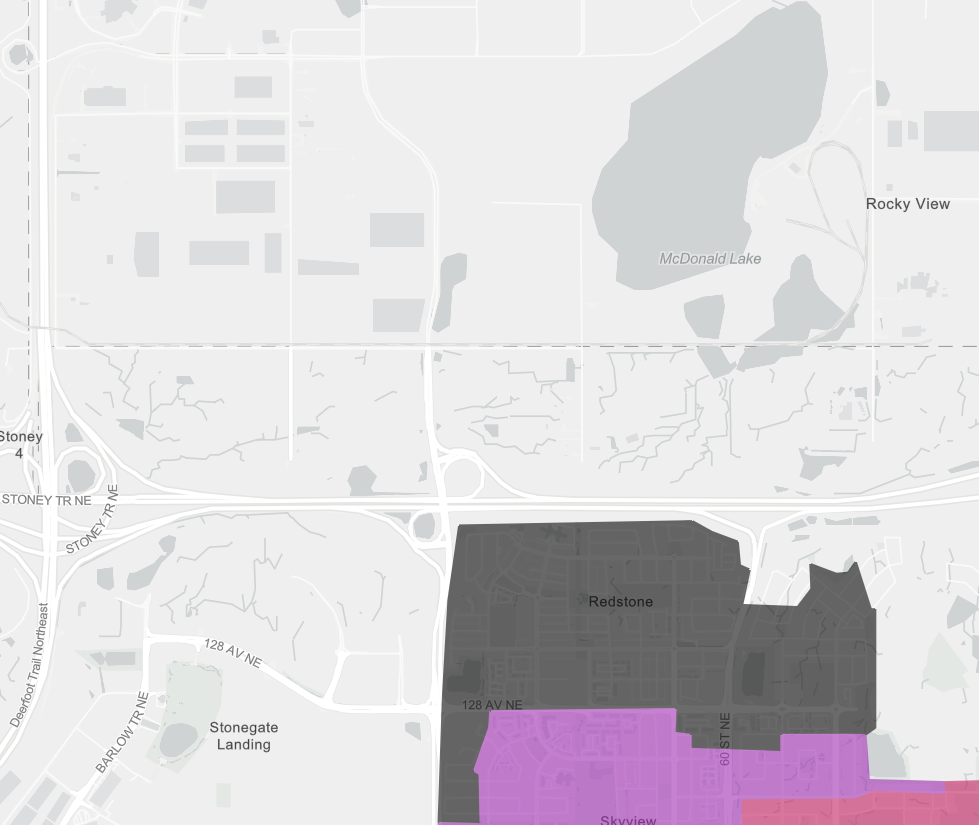 Rocky View
McDonald Lake
Stoney
4
STONEY TR NE
STONEY TR NE
Redstone
Deerfoot Trail Northeast
128 AV NE
128 AV NE
BARLOW TR NE
Stonegate
Landing
60 ST NE
Skyview